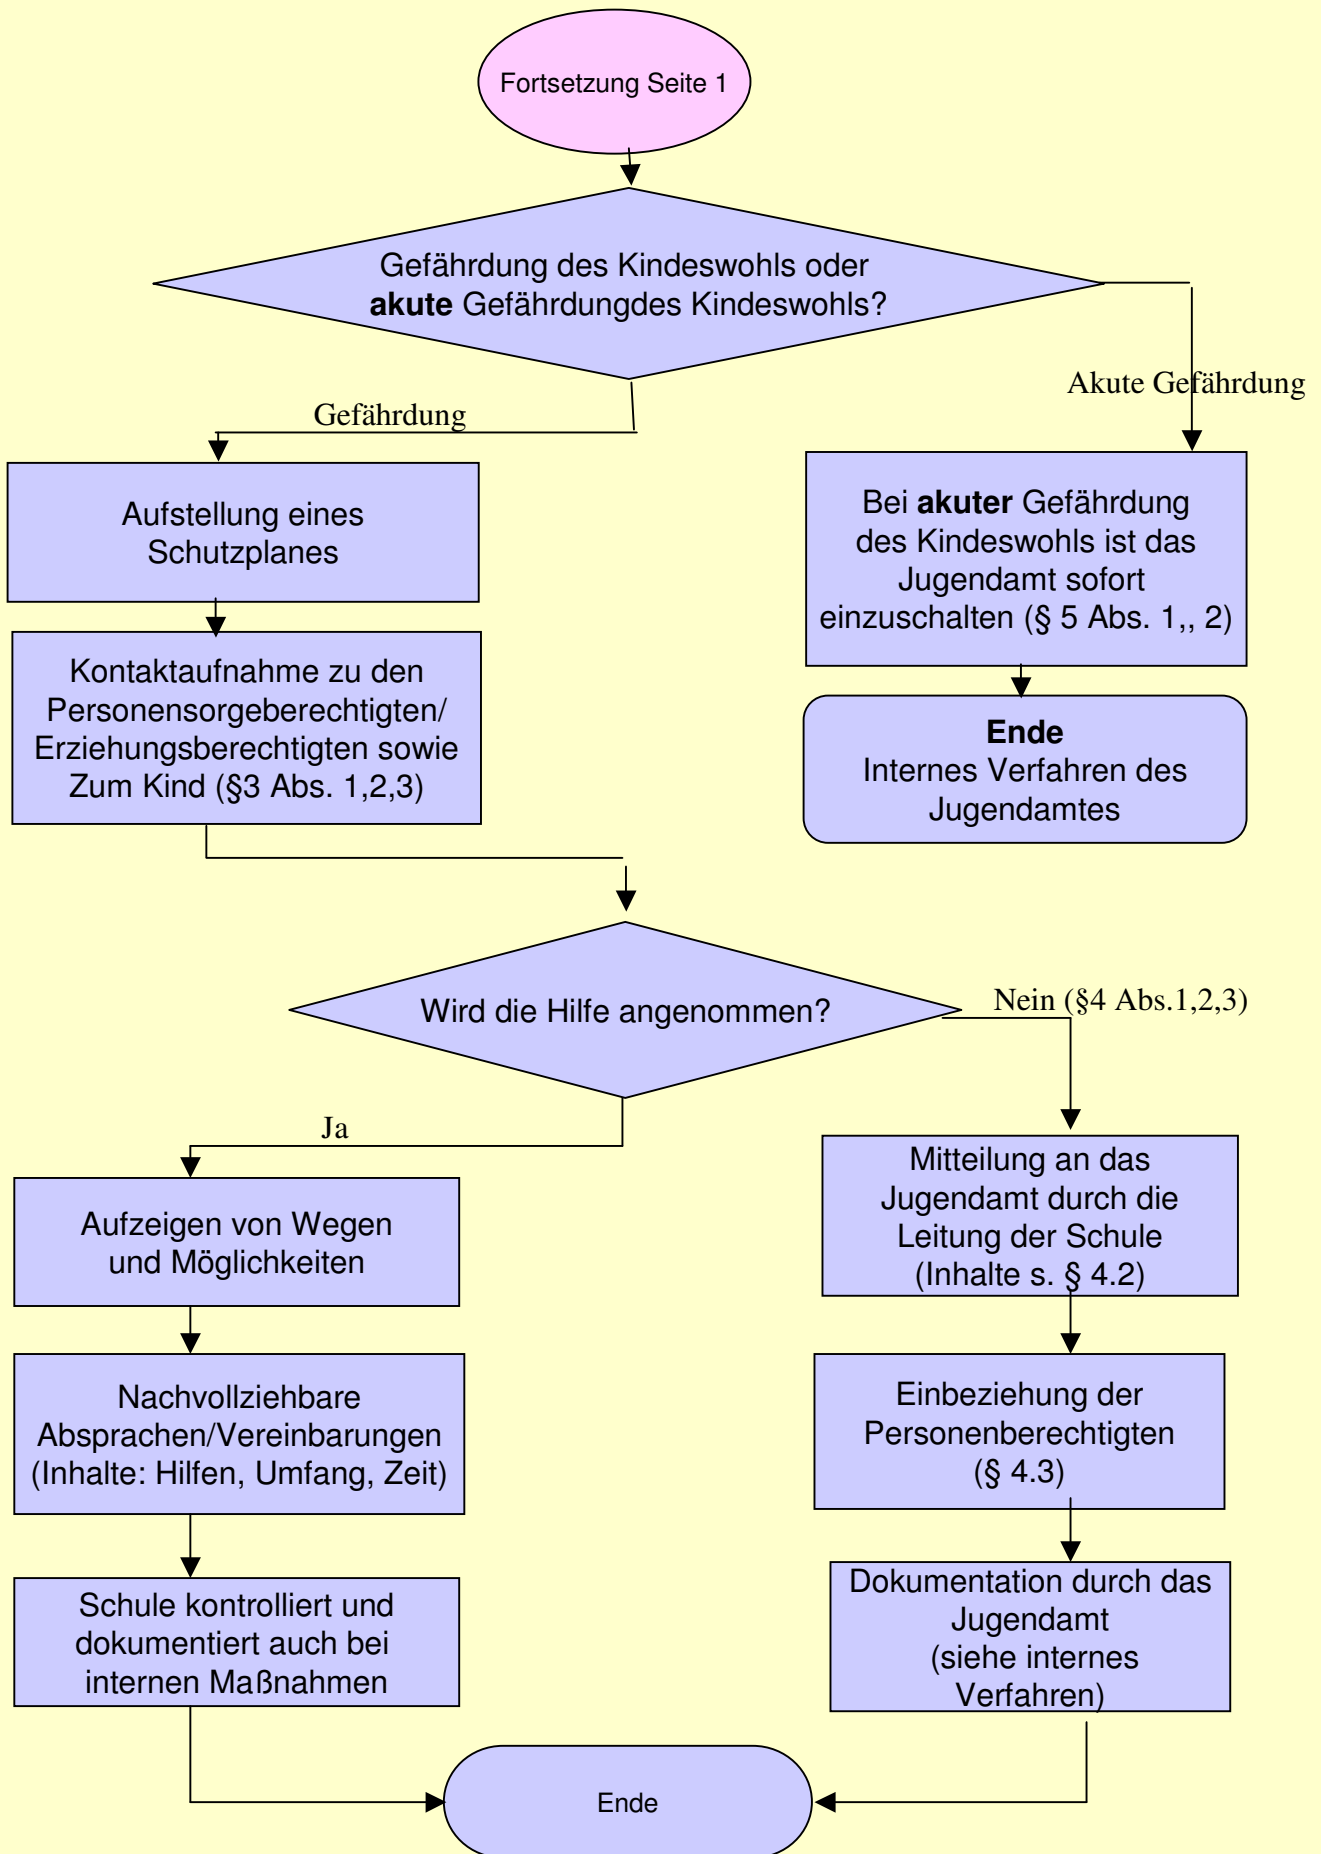 Fortsetzung Seite 1
Gefährdung des Kindeswohls oder
akute Gefährdungdes Kindeswohls?
Akute Gefährdung
Gefährdung
Aufstellung eines
Schutzplanes
Bei akuter Gefährdung
des Kindeswohls ist das
Jugendamt sofort
einzuschalten (§ 5 Abs. 1,, 2)
Kontaktaufnahme zu den
Personensorgeberechtigten/
Erziehungsberechtigten sowie
Zum Kind (§3 Abs. 1,2,3)
Ende
Internes Verfahren des
Jugendamtes
Wird die Hilfe angenommen?
Nein (§4 Abs.1,2,3)
Ja
Aufzeigen von Wegen
und Möglichkeiten
Mitteilung an das
Jugendamt durch die
Leitung der Schule
(Inhalte s. § 4.2)
Nachvollziehbare
Absprachen/Vereinbarungen
(Inhalte: Hilfen, Umfang, Zeit)
Einbeziehung der
Personenberechtigten
(§ 4.3)
Schule kontrolliert und
dokumentiert auch bei
internen Maßnahmen
Dokumentation durch das
Jugendamt
(siehe internes
Verfahren)
Ende